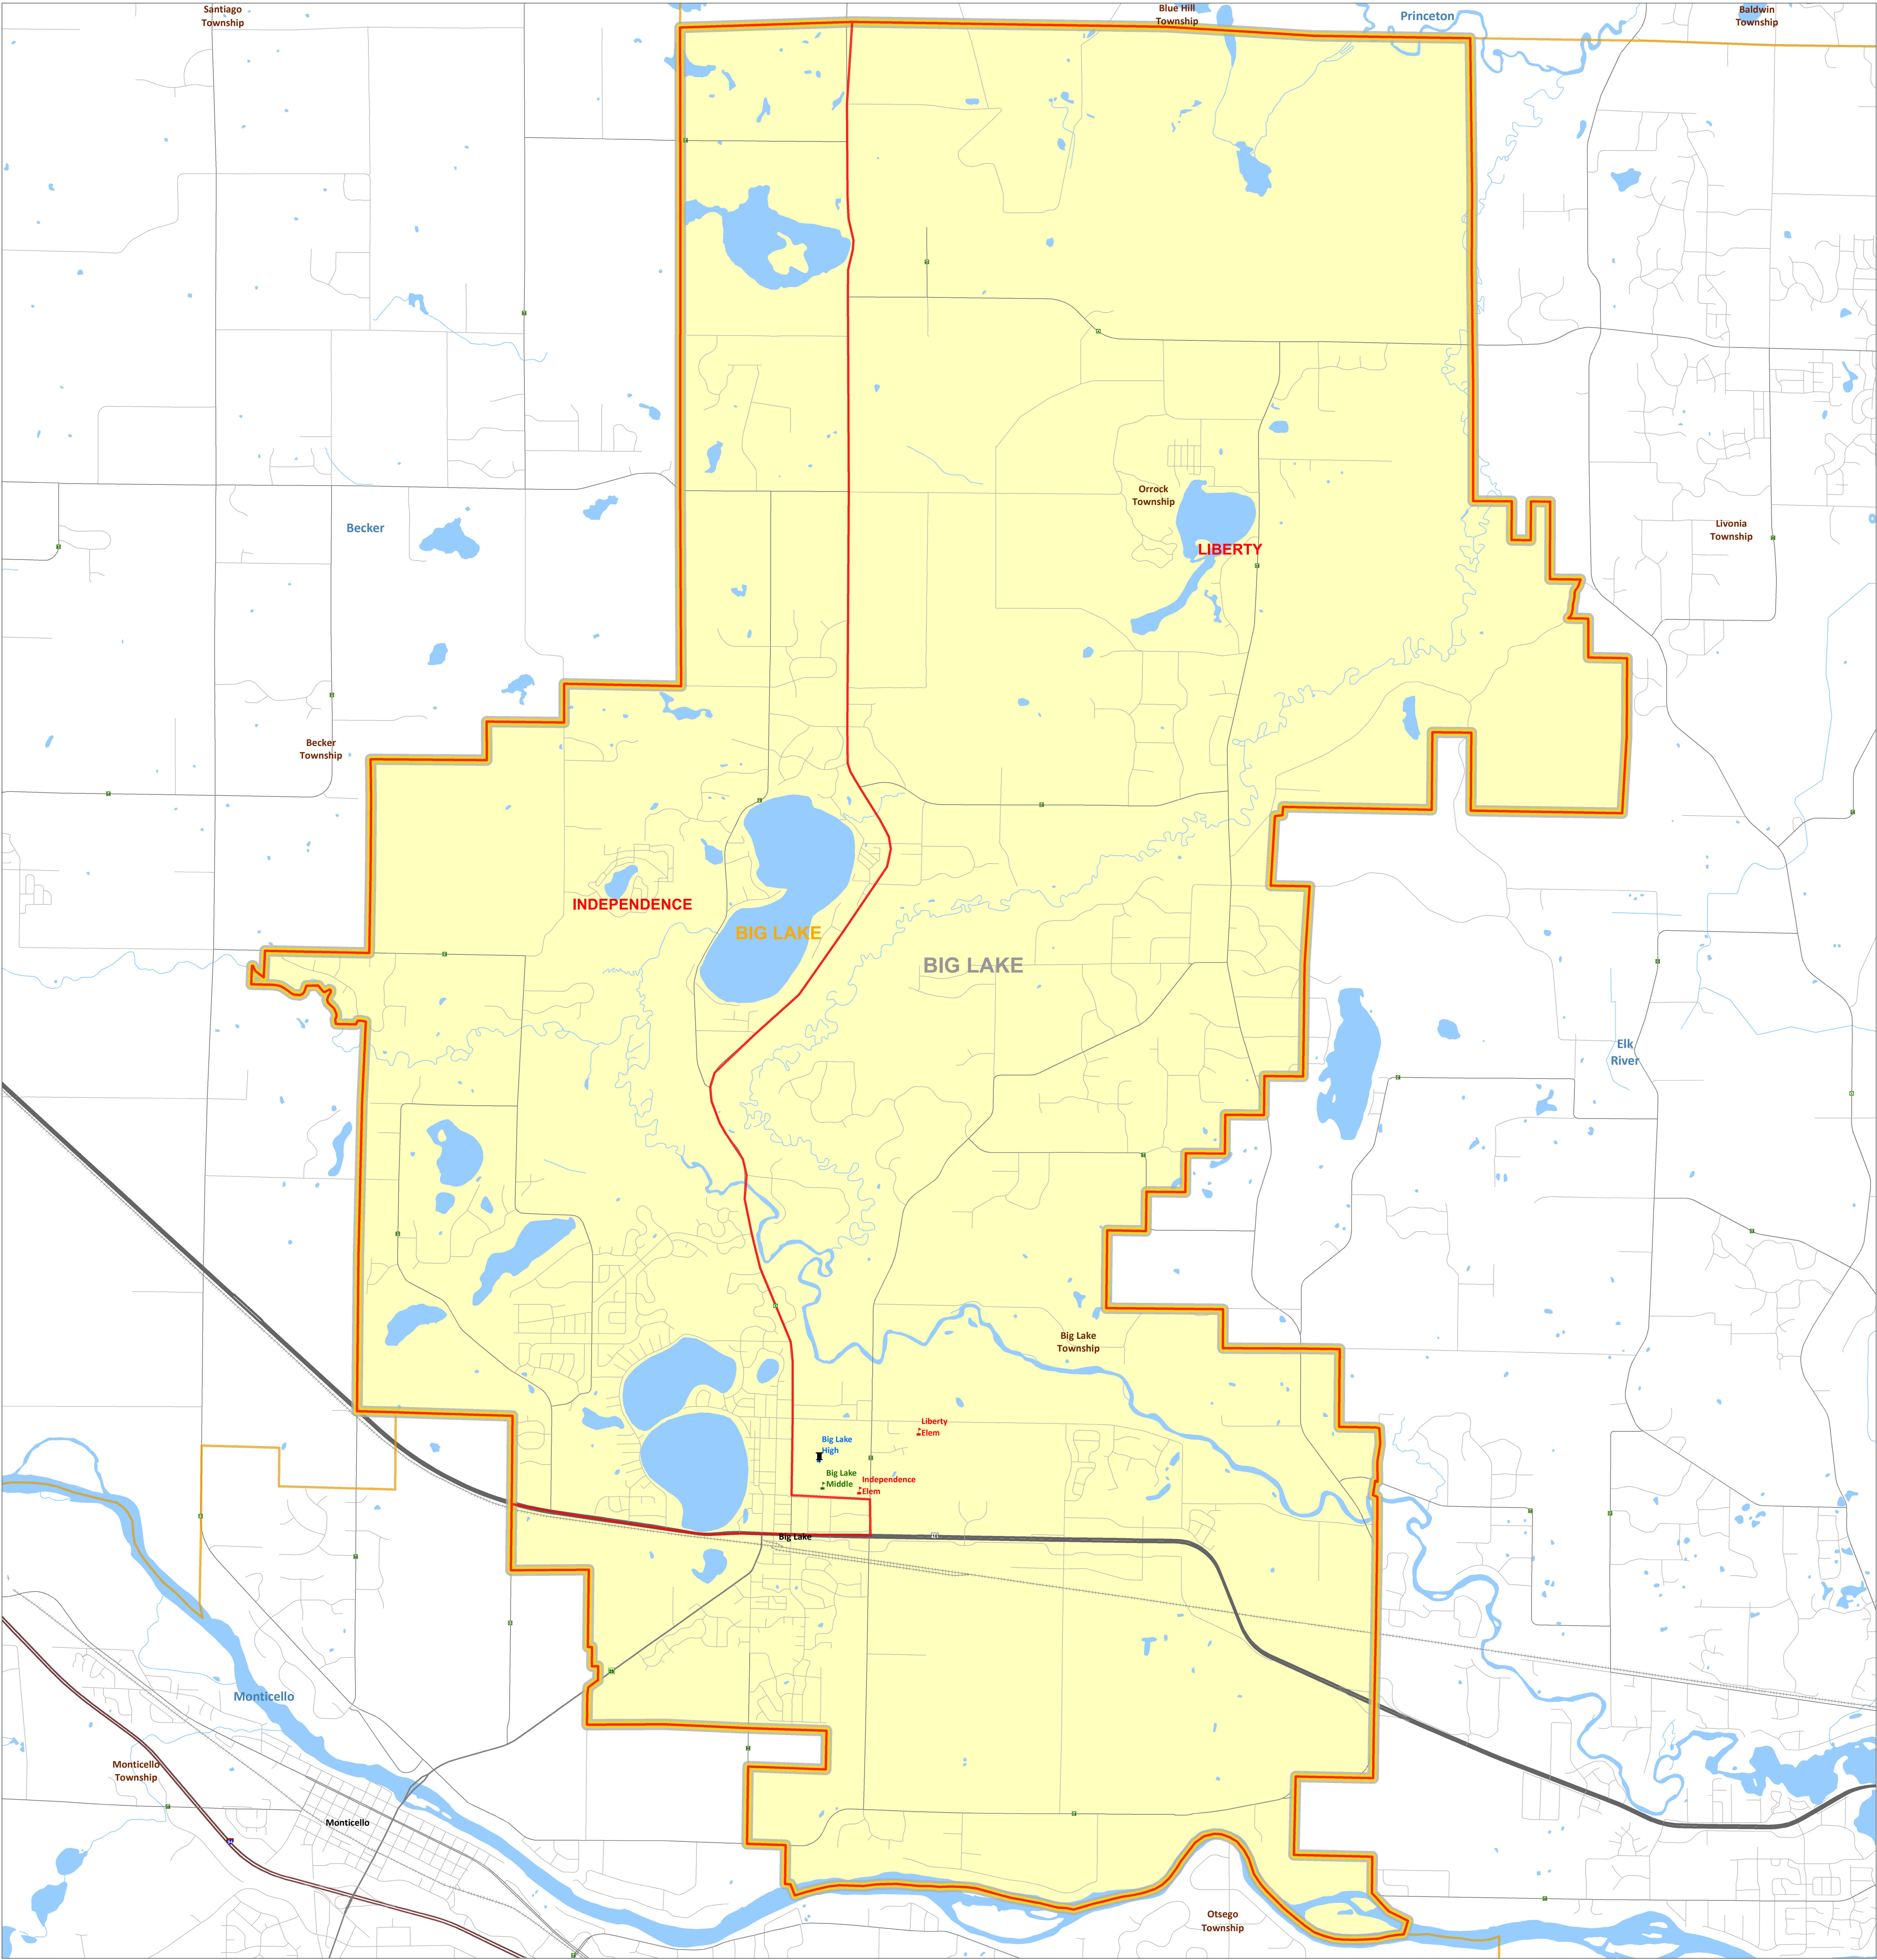 Santiago
Township
Blue Hill
Township
Princeton
Baldwin
Township
Orrock
Township
LIBERTY
Becker
Livonia
Township
Becker
Township
INDEPENDENCE
BIG LAKE
BIG LAKE
Elk
River
Big Lake
Township
Liberty
Elem
Big Lake
High
Big Lake
Middle
Independence
Elem
Big Lake
Monticello
Monticello
Township
Monticello
Otsego
Township